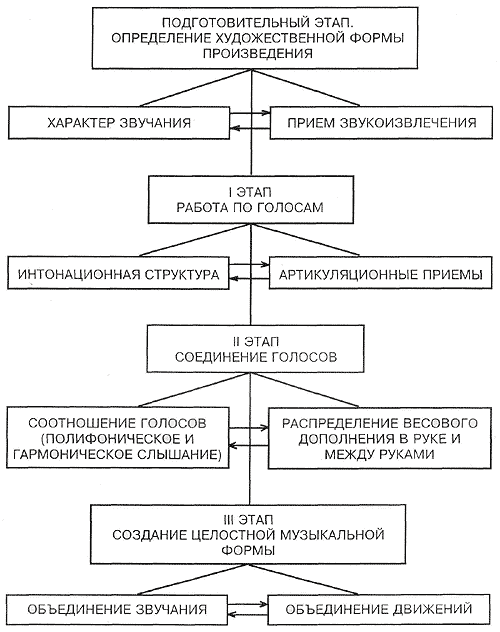 ПОДГОТОВИТЕЛЬНЫЙ ЭТАП.
ОПРЕДЕЛЕНИЕ ХУДОЖЕСТВЕННОЙ ФОРМЫ
ПРОИЗВЕДЕНИЯ
ХАРАКТЕР ЗВУЧАНИЯ
ПРИЕМ ЗВУКОИЗВЛЕЧЕНИЯ
I ЭТАП
РАБОТА ПО ГОЛОСАМ
ИНТОНАЦИОННАЯ СТРУКТУРА
АРТИКУЛЯЦИОННЫЕ ПРИЕМЫ
II ЭТАП
СОЕДИНЕНИЕ ГОЛОСОВ
СООТНОШЕНИЕ ГОЛОСОВ
(ПОЛИФОНИЧЕСКОЕ И
ГАРМОНИЧЕСКОЕ СЛЫШАНИЕ)
РАСПРЕДЕЛЕНИЕ ВЕСОВОГО
ДОПОЛНЕНИЯ В РУКЕ И
МЕЖДУ РУКАМИ
III ЭТАП
СОЗДАНИЕ ЦЕЛОСТНОЙ МУЗЫКАЛЬНОЙ
ФОРМЫ
ОБЪЕДИНЕНИЕ ЗВУЧАНИЯ
ОБЪЕДИНЕНИЕ ДВИЖЕНИЙ